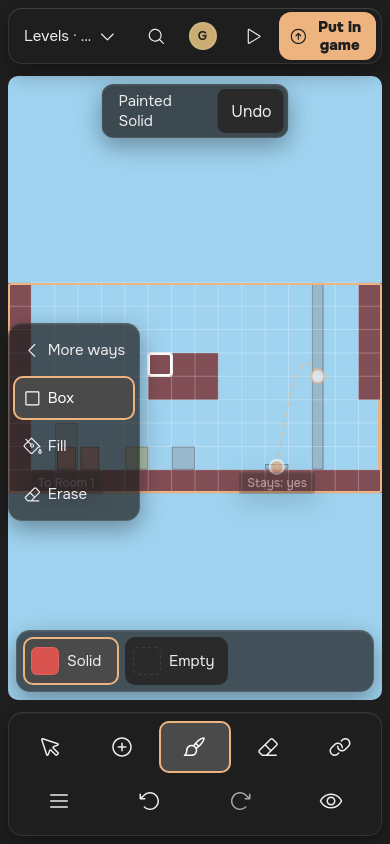 Levels · ...
G
Put in
game
Painted
Solid
Undo
More ways
Box
Fill
Erase
To Room 1
Stays: yes
Solid
Empty